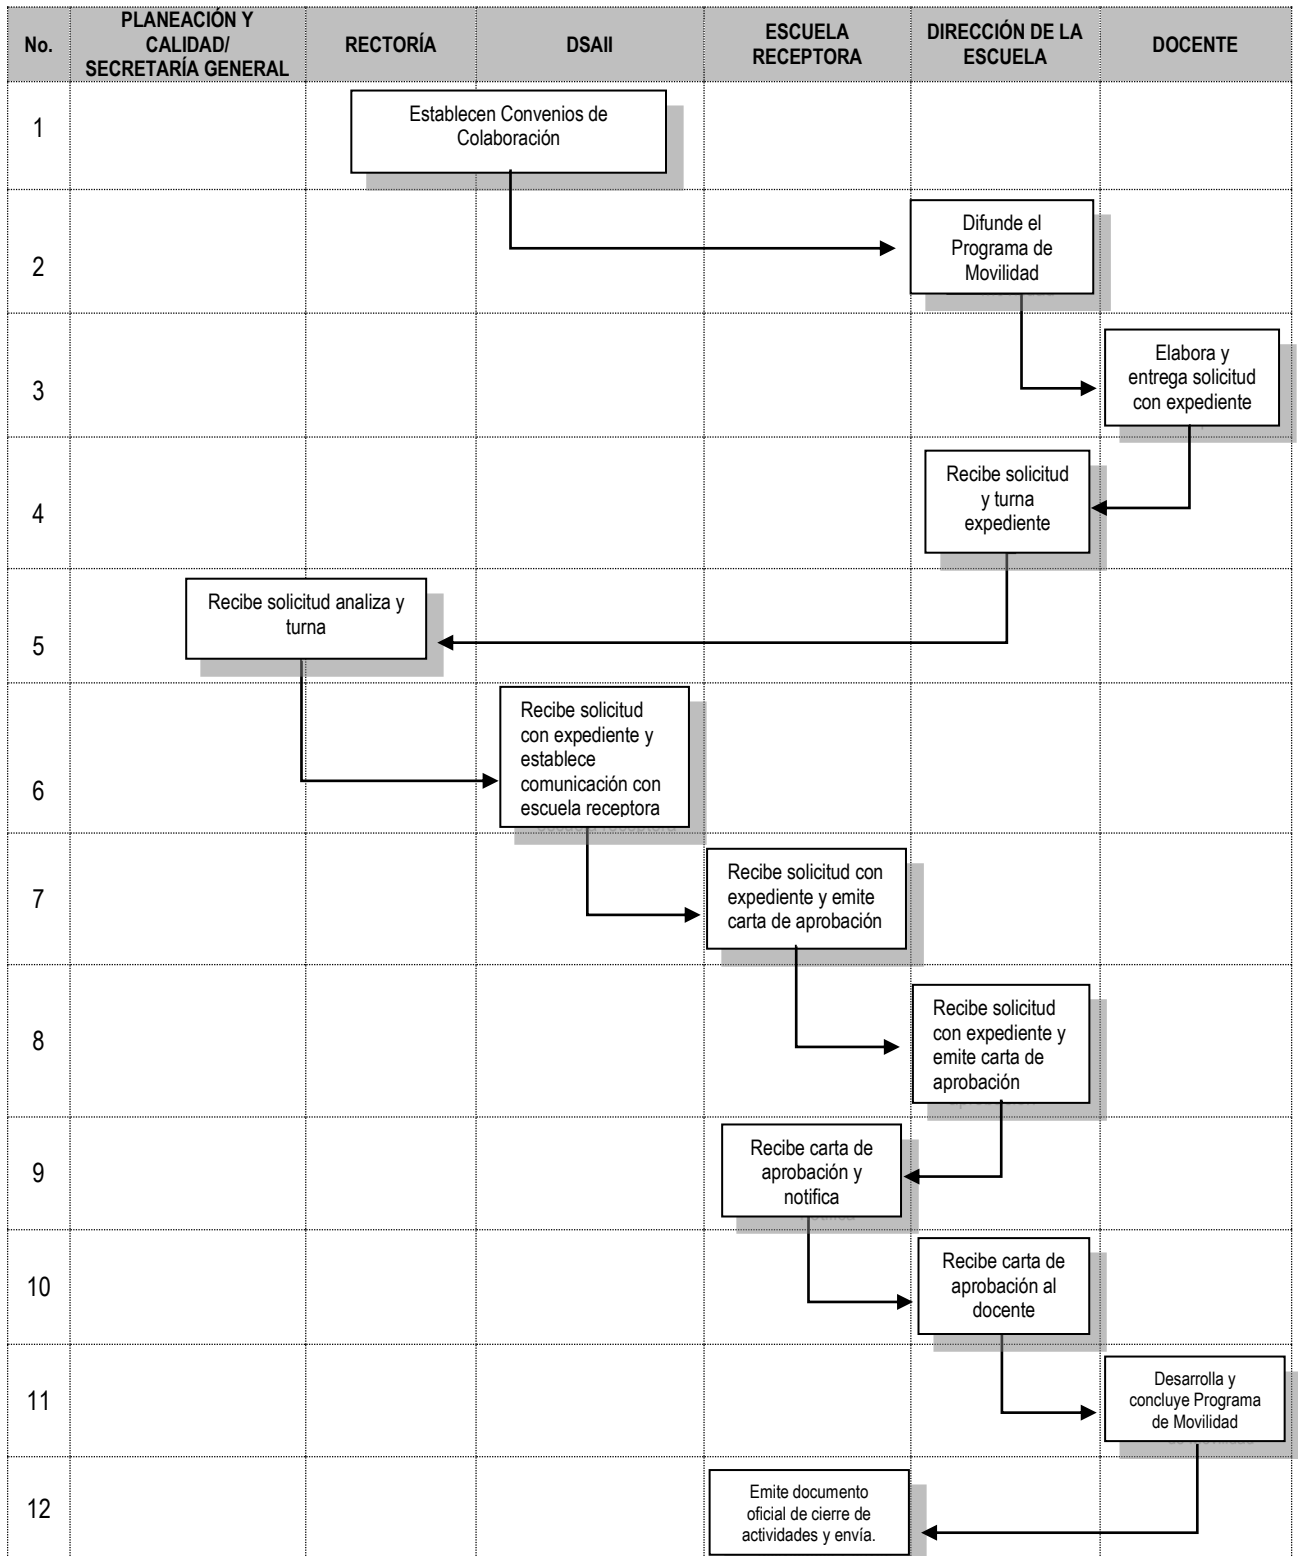 No.
PLANEACIÓN Y
CALIDAD/
SECRETARÍA GENERAL
RECTORÍA
DSAII
ESCUELA
RECEPTORA
DIRECCIÓN DE LA
ESCUELA
DOCENTE
1
Establecen Convenios de
Colaboración
2
Difunde el
Programa de
Movilidad
3
Elabora y
entrega solicitud
con expediente
4
Recibe solicitud
y turna
expediente
5
Recibe solicitud analiza y
turna
6
Recibe solicitud
con expediente y
establece
comunicación con
escuela receptora
7
Recibe solicitud con
expediente y emite
carta de aprobación
8
Recibe solicitud
con expediente y
emite carta de
aprobación
9
Recibe carta de
aprobación y
notifica
10
Recibe carta de
aprobación al
docente
11
Desarrolla y
concluye Programa
de Movilidad
12
Emite documento
oficial de cierre de
actividades y envía.